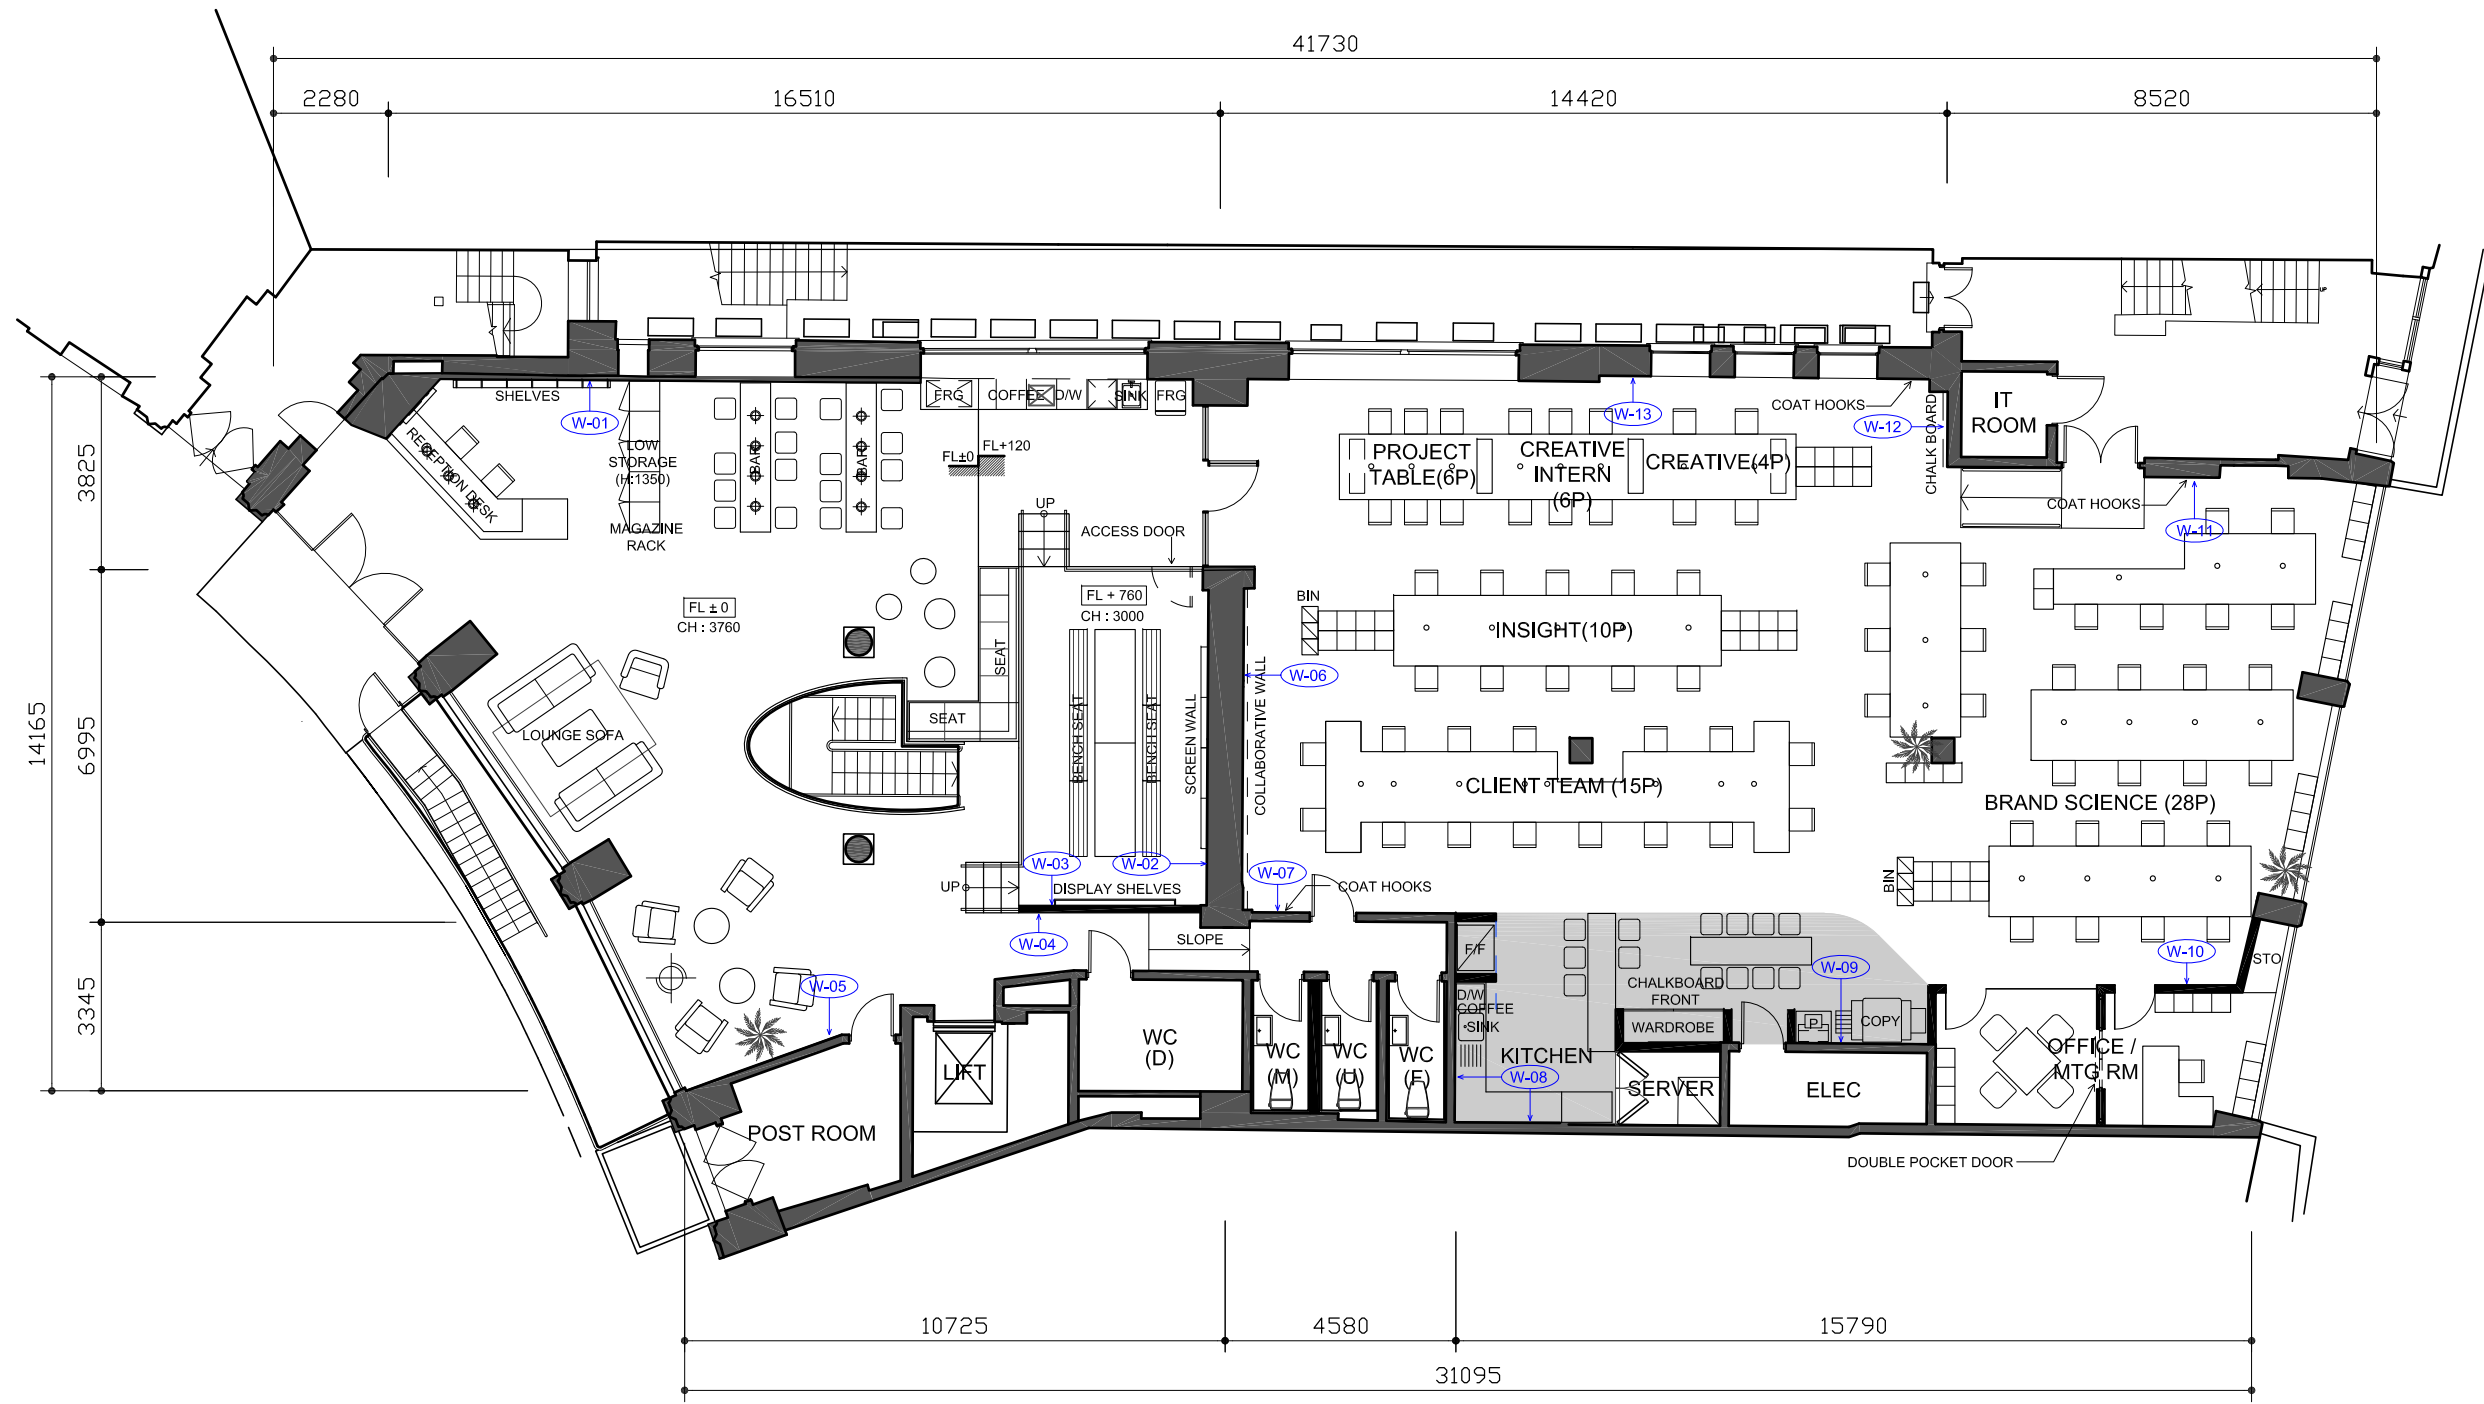 41730
2280
16510
14420
8520
SHELVES
W-01
FRG
COFFEE
D/W
SINK
FRG
W-13
COAT HOOKS
W-12
CHALK BOARD
IT
ROOM
RECEPTION DESK
LOW
STORAGE
(H:1350)
BAR
BAR
FL±0
FL+120
PROJECT
TABLE(6P)
CREATIVE
INTERN
(6P)
CREATIVE(4P)
3825
MAGAZINE
RACK
UP
ACCESS DOOR
COAT HOOKS
W-11
UP
FL ± 0
CH : 3760
FL + 760
CH : 3000
BIN
INSIGHT(10P)
SEAT
SEAT
W-06
14165
6995
LOUNGE SOFA
BENCH SEAT
BENCH SEAT
SCREEN WALL
COLLABORATIVE WALL
CLIENT TEAM (15P)
BRAND SCIENCE (28P)
W-03
W-02
W-07
UP
DISPLAY SHELVES
COAT HOOKS
BIN
W-04
SLOPE
F/F
W-05
W-09
W-10
STO
3345
CHALKBOARD
FRONT
D/W
COFFEE
SINK
WARDROBE
P
COPY
WC
(D)
WC
(M)
WC
(U)
WC
(F)
KITCHEN
W-08
OFFICE /
MTG RM
LIFT
SERVER
ELEC
POST ROOM
DOUBLE POCKET DOOR
10725
4580
15790
31095